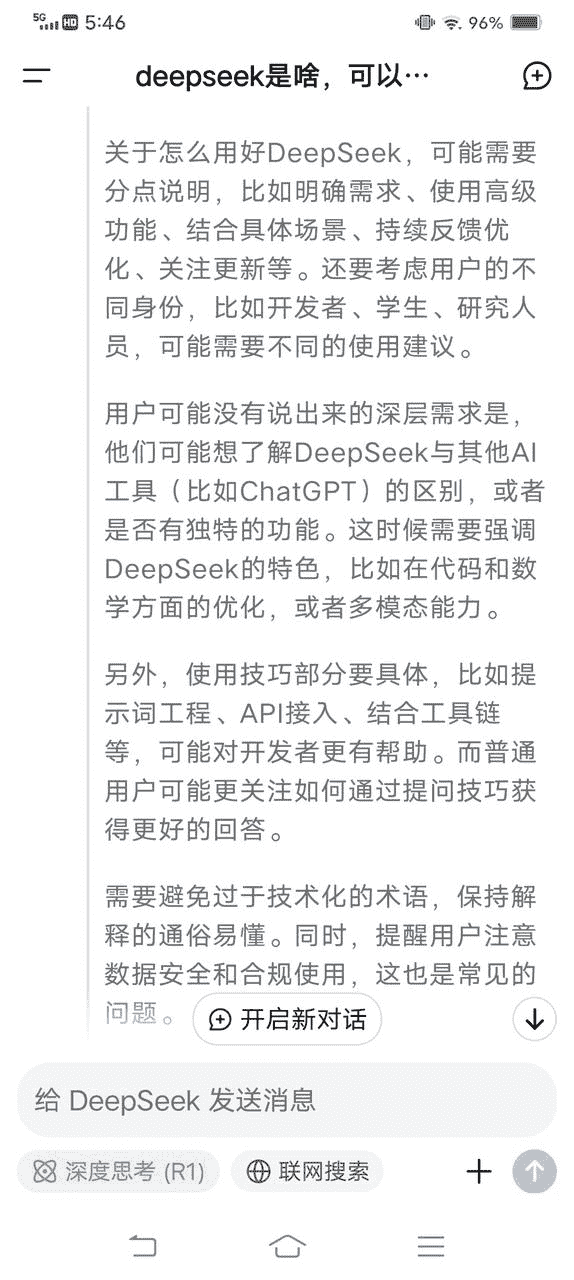 5G HD 5:46 96%
deepseek是啥，可以…
关于怎么用好DeepSeek，可能需要
分点说明，比如明确需求、使用高级
功能、结合具体场景、持续反馈优
化、关注更新等。还要考虑用户的不
同身份，比如开发者、学生、研究人
员，可能需要不同的使用建议。
用户可能没有说出来的深层需求是，
他们可能想了解DeepSeek与其他AI
工具（比如ChatGPT）的区别，或者
是否有独特的功能。这时候需要强调
DeepSeek的特色，比如在代码和数
学方面的优化，或者多模态能力。
另外，使用技巧部分要具体，比如提
示词工程、API接入、结合工具链
等，可能对开发者更有帮助。而普通
用户可能更关注如何通过提问技巧获
得更好的回答。
需要避免过于技术化的术语，保持解
释的通俗易懂。同时，提醒用户注意
数据安全和合规使用，这也是常见的
问题。
开启新对话
给 DeepSeek 发送消息
深度思考 (R1) 联网搜索